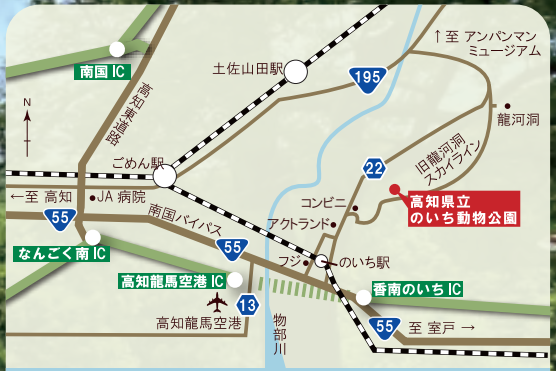 ↑至 アンパンマン
ミュージアム
南国IC
土佐山田駅
195
高知東道路
龍河洞
N
旧龍河洞
スカイライン
ごめん駅
22
←至 高知
JA 病院
高知県立
のいち動物公園
コンビニ
55
南国バイパス
アクトランド
なんごく南IC
55
フジ
のいち駅
高知龍馬空港IC
香南のいちIC
13
高知龍馬空港
物部川
55
至 室戸→